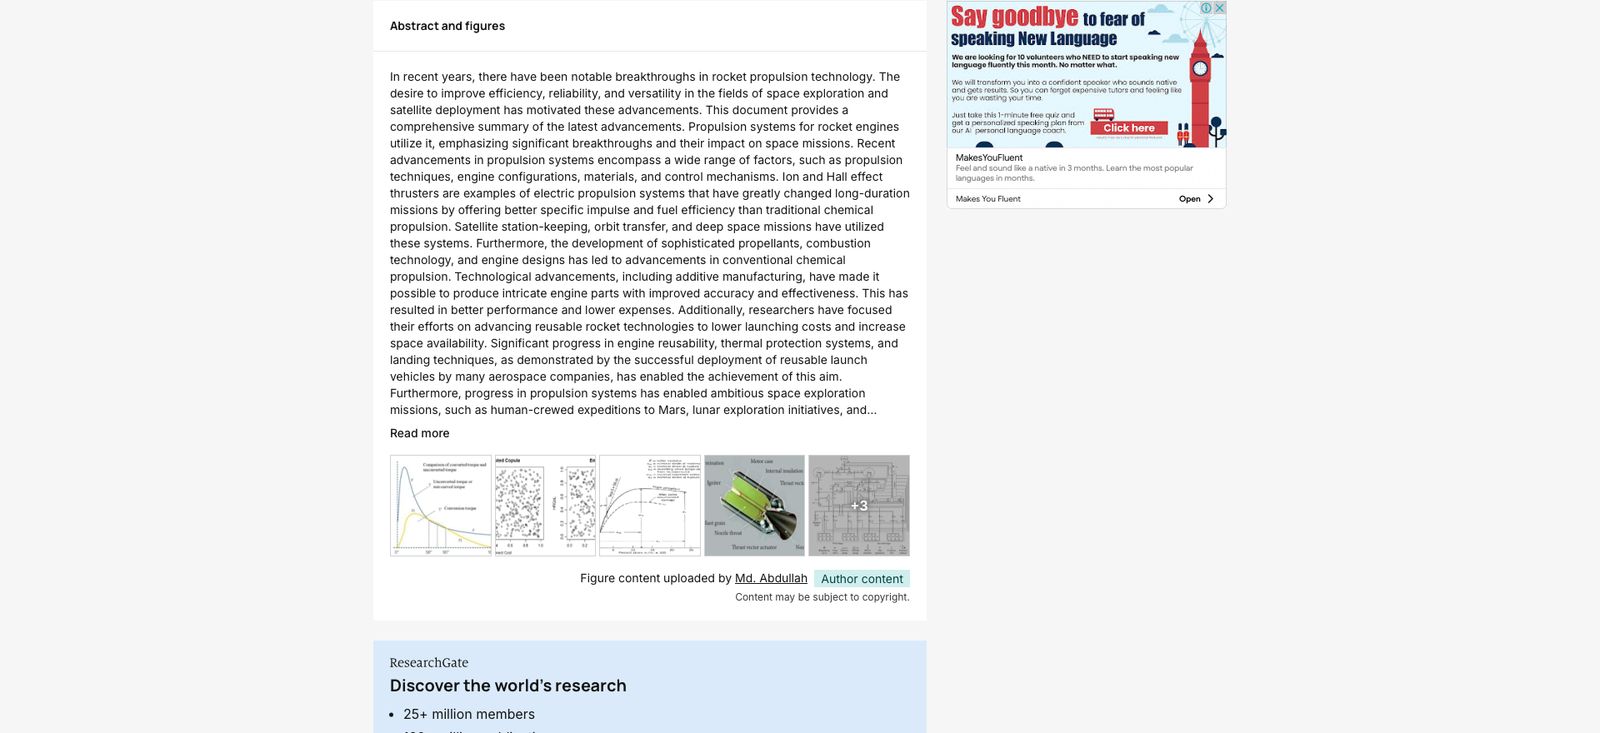 Abstract and figures
In recent years, there have been notable breakthroughs in rocket propulsion technology. The
desire to improve efficiency, reliability, and versatility in the fields of space exploration and
satellite deployment has motivated these advancements. This document provides a
comprehensive summary of the latest advancements. Propulsion systems for rocket engines
utilize it, emphasizing significant breakthroughs and their impact on space missions. Recent
advancements in propulsion systems encompass a wide range of factors, such as propulsion
techniques, engine configurations, materials, and control mechanisms. Ion and Hall effect
thrusters are examples of electric propulsion systems that have greatly changed long-duration
missions by offering better specific impulse and fuel efficiency than traditional chemical
propulsion. Satellite station-keeping, orbit transfer, and deep space missions have utilized
these systems. Furthermore, the development of sophisticated propellants, combustion
technology, and engine designs has led to advancements in conventional chemical
propulsion. Technological advancements, including additive manufacturing, have made it
possible to produce intricate engine parts with improved accuracy and effectiveness. This has
resulted in better performance and lower expenses. Additionally, researchers have focused
their efforts on advancing reusable rocket technologies to lower launching costs and increase
space availability. Significant progress in engine reusability, thermal protection systems, and
landing techniques, as demonstrated by the successful deployment of reusable launch
vehicles by many aerospace companies, has enabled the achievement of this aim.
Furthermore, progress in propulsion systems has enabled ambitious space exploration
missions, such as human-crewed expeditions to Mars, lunar exploration initiatives, and...
Read more
Comparison of converted torque and
unconverted torque
Unconverted torque or
Conversion torque
Motor case
Internal insulation
Igniter
Nozzle throat
Thrust vector actuator
+3
Figure content uploaded by Md. Abdullah Author content
Content may be subject to copyright.
ResearchGate
Discover the world's research
• 25+ million members
Say goodbye to fear of
speaking New Language
We are looking for 10 volunteers who NEED to start speaking new
language fluently this month. No matter what.
We will transform you into a confident speaker who sounds native
and gets results. So you can forget expensive tutors and feeling like
you are wasting your time.
Just take this 1-minute free quiz and
get a personalized speaking plan from
our AI personal language coach.
Click here
MakesYouFluent
Feel and sound like a native in 3 months. Learn the most popular
languages in months.
Makes You Fluent
Open